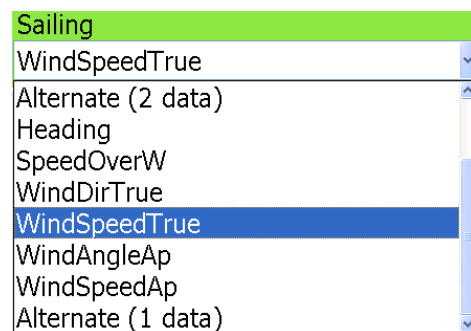 Sailing
WindSpeedTrue
Alternate (2 data)
Heading
SpeedOverW
WindDirTrue
WindSpeedTrue
WindAngleAp
WindSpeedAp
Alternate (1 data)